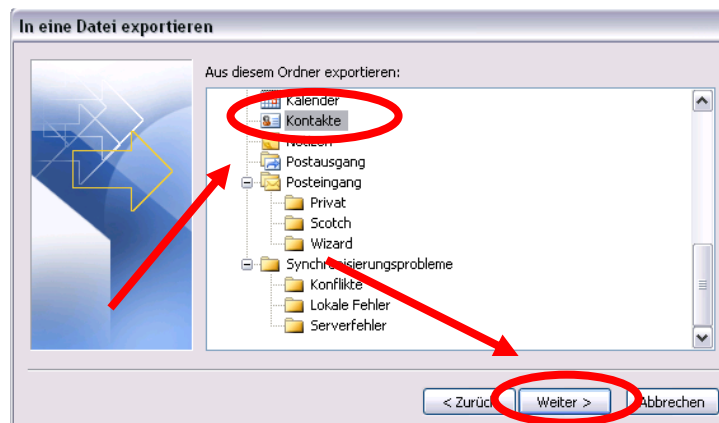 In eine Datei exportieren
Aus diesem Ordner exportieren:
Kalender
Kontakte
Notizen
Postausgang
Posteingang
Privat
Scotch
Wizard
Synchronisierungsprobleme
Konflikte
Lokale Fehler
Serverfehler
< Zurück
Weiter >
Abbrechen